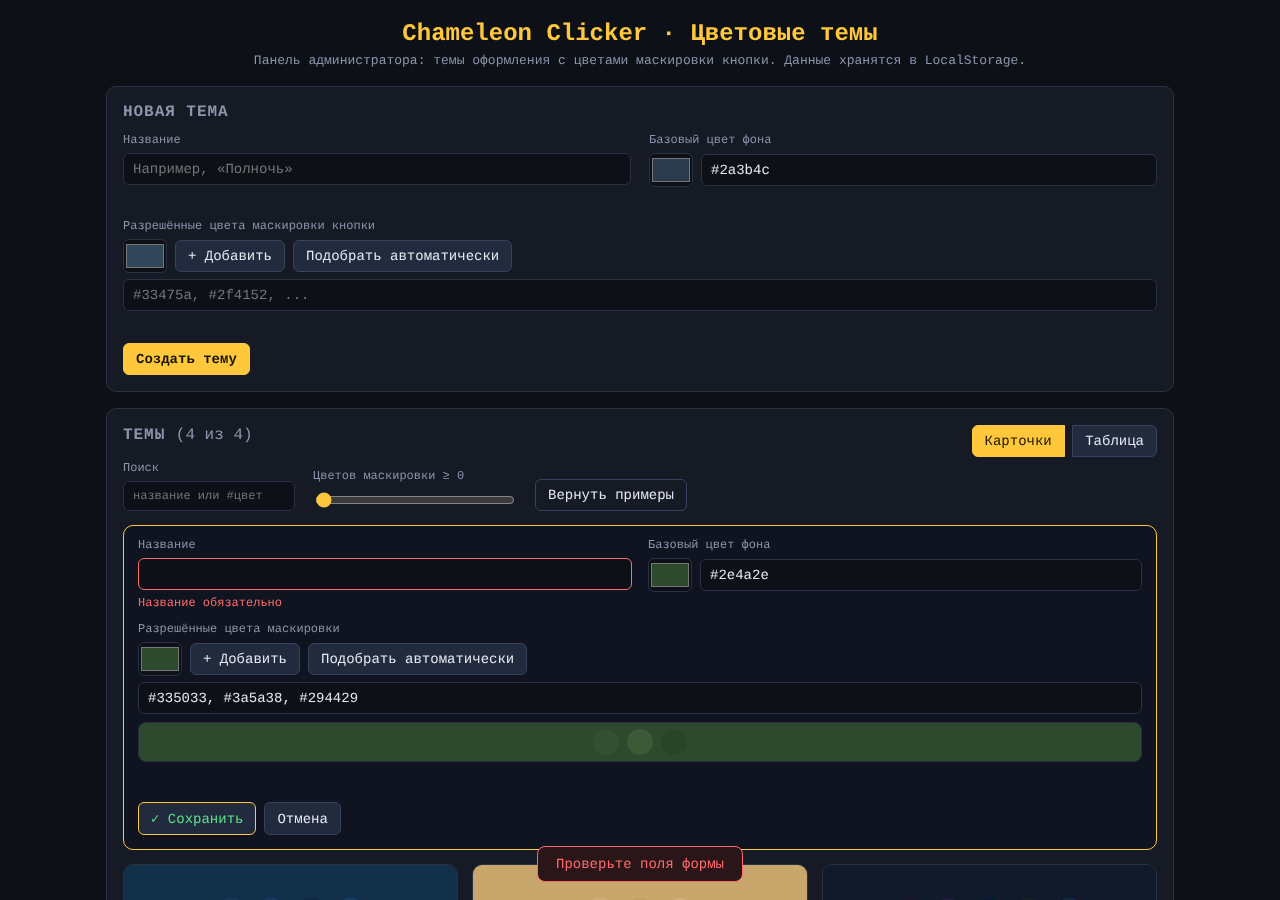 Chameleon Clicker · Цветовые темы
Панель администратора: темы оформления с цветами маскировки кнопки. Данные хранятся в LocalStorage.
НОВАЯ ТЕМА
Название
Базовый цвет фона
Например, «Полночь»
#2a3b4c
Разрешённые цвета маскировки кнопки
+ Добавить
Подобрать автоматически
#33475a, #2f4152, ...
Создать тему
ТЕМЫ (4 из 4)
Карточки
Таблица
Поиск
Цветов маскировки ≥ 0
название или #цвет
Вернуть примеры
Название
Базовый цвет фона
#2e4a2e
Название обязательно
Разрешённые цвета маскировки
+ Добавить
Подобрать автоматически
#335033, #3a5a38, #294429
✓ Сохранить
Отмена
Проверьте поля формы